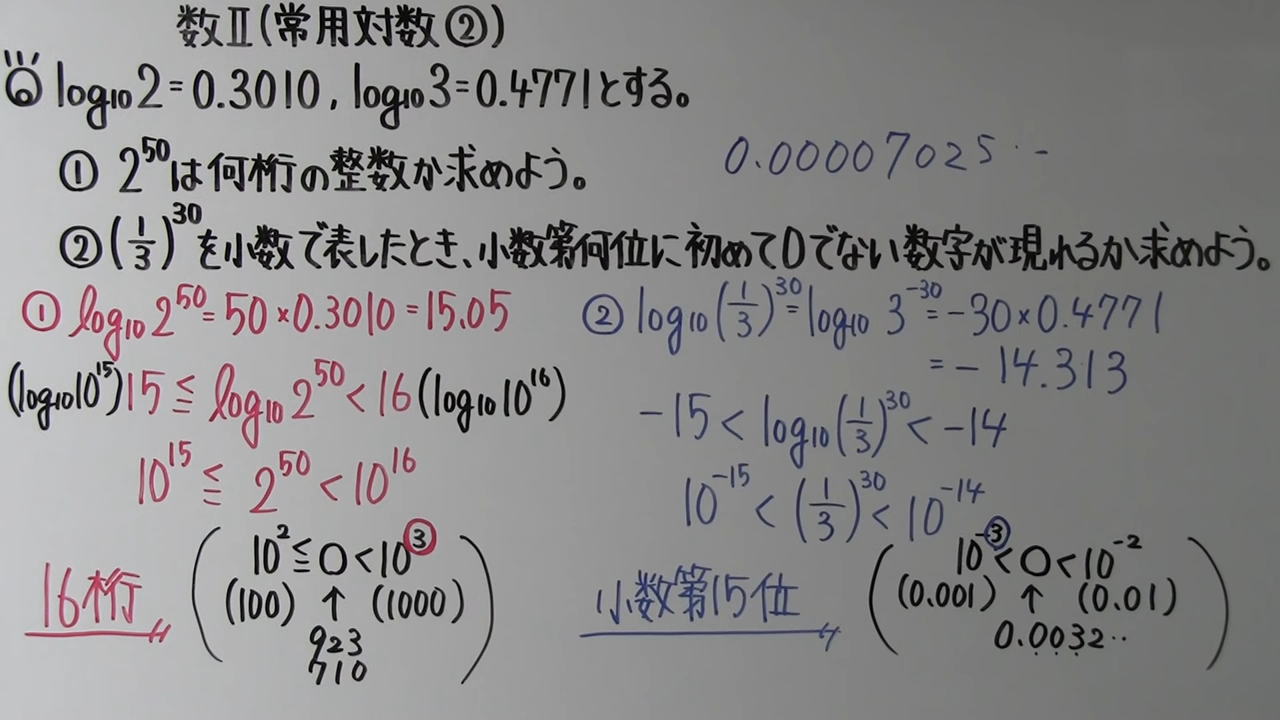 数Ⅱ(常用対数②)
log₁₀2=0.3010, log₁₀3=0.4771とする。
① 2⁵⁰は何桁の整数か求めよう。
0.00007025‥
②(1/3)³⁰を小数で表したとき、小数第何位に初めて0でない数字が現れるか求めよう。
① log₁₀2⁵⁰=50×0.3010=15.05
(log₁₀10¹⁵)15≦log₁₀2⁵⁰<16(log₁₀10¹⁶)
10¹⁵≦2⁵⁰<10¹⁶
16桁
(10²≦○<10³
(100) ↑ (1000)
923
710)
② log₁₀(1/3)³⁰=log₁₀3⁻³⁰=-30×0.4771
=-14.313
-15<log₁₀(1/3)³⁰<-14
10⁻¹⁵<(1/3)³⁰<10⁻¹⁴
小数第15位
(10⁻³<○<10⁻²
(0.001) ↑ (0.01)
0.0032‥)